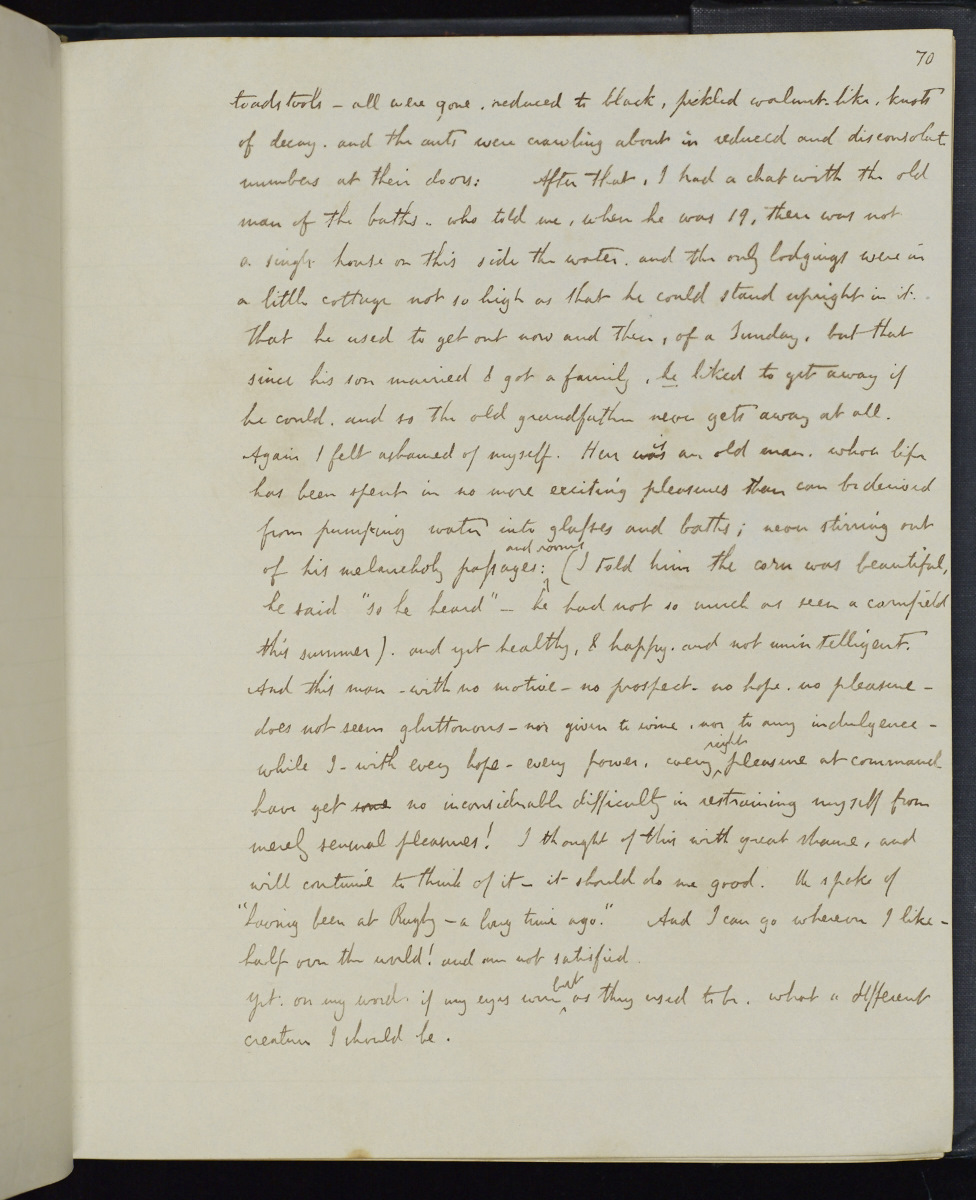 70
toadstools - all were gone, reduced to black, pickled walnut-like, knots
of decay. and the ants were crawling about in reduced and disconsolate
numbers at their doors: After that, I had a chat with the old
man of the baths - who told me, when he was 19, there was not
a single house on this side the water. and the only lodgings were in
a little cottage not so high as that he could stand upright in it.
that he used to get out now and then, of a Sunday, but that
since his son married & got a family, he liked to get away if
he could. and so the old grandfather never gets away at all.
Again I felt ashamed of myself. Here is an old man. whose life
has been spent in no more exciting pleasures than can be derived
from pumping water into glasses and baths; never stirring out
of his melancholy passages and rooms: (I told him the corn was beautiful,
he said "so he heard" - he had not so much as seen a cornfield
this summer). and yet healthy, & happy. and not unintelligent.
And this man - with no motive - no prospect - no hope. no pleasure -
does not seem gluttonous - nor given to wine, nor to any indulgence -
while I - with every hope - every power, every right pleasure at command
have yet some no inconsiderable difficulty in restraining myself from
merely sensual pleasures! I thought of this with great shame, and
will continue to think of it - it should do me good. He spoke of
"having been at Rugby - a long time ago." And I can go wherever I like -
half over the world! and am not satisfied.
Yet. on my word. if my eyes were but as they used to be. what a different
creature I should be.